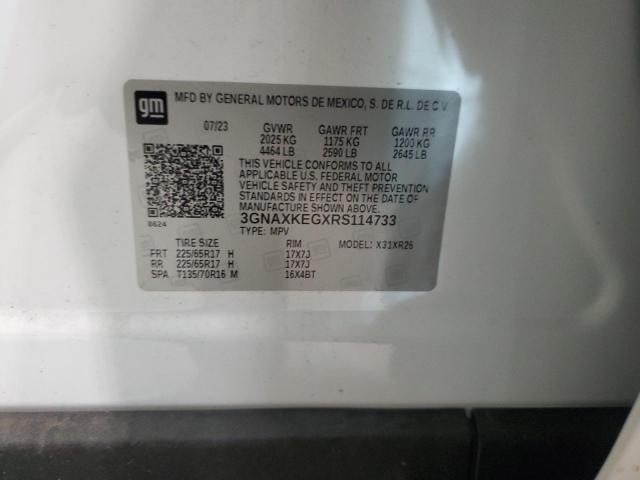 gm
MFD BY GENERAL MOTORS DE MEXICO, S. DE R.L. DE C.V.
07/23 GVWR GAWR FRT GAWR RR
2025 KG 1175 KG 1200 KG
4464 LB 2590 LB 2645 LB
THIS VEHICLE CONFORMS TO ALL
APPLICABLE U.S. FEDERAL MOTOR
VEHICLE SAFETY AND THEFT PREVENTION
STANDARDS IN EFFECT ON THE DATE OF
MANUFACTURE SHOWN ABOVE.
0624
3GNAXKEGXRS114733
TYPE: MPV
TIRE SIZE RIM MODEL: X31XR26
FRT 225/65R17 H 17X7J
RR 225/65R17 H 17X7J
SPA T135/70R16 M 16X4BT